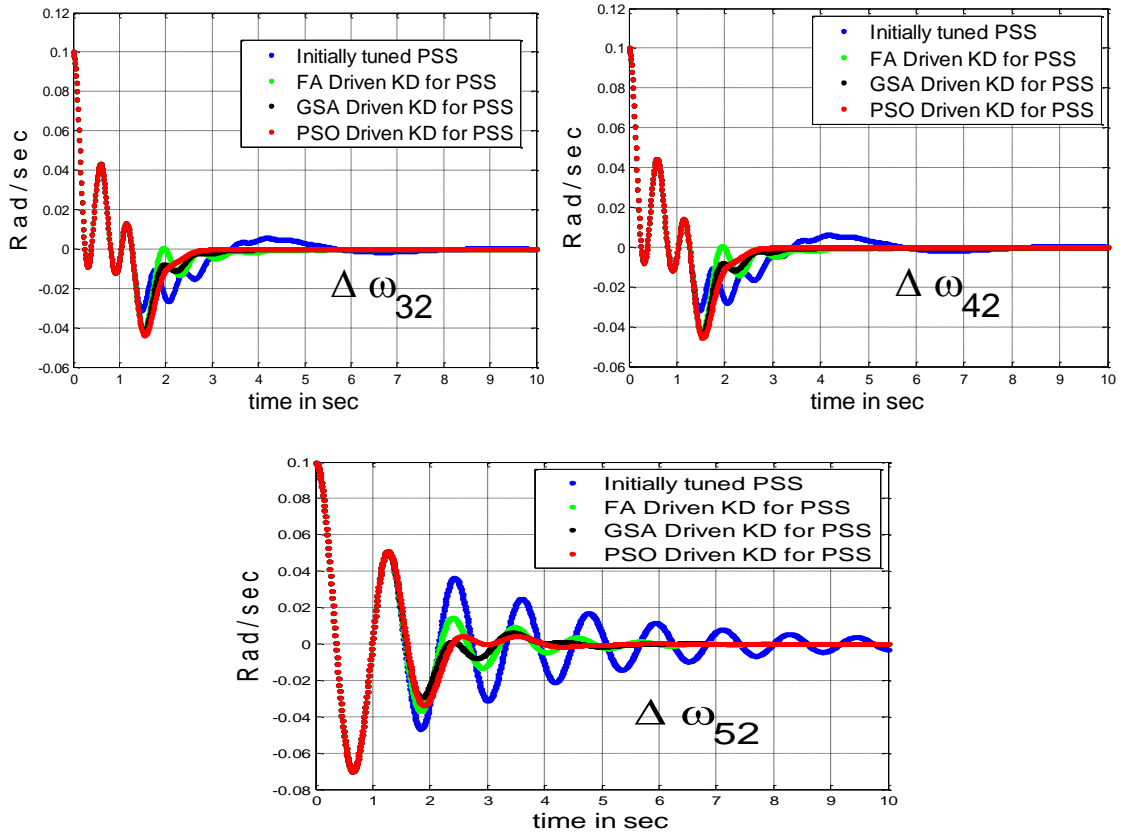 0.12
0.1
0.08
0.06
0.04
0.02
0
-0.02
-0.04
-0.06
Rad/sec
Initially tuned PSS
FA Driven KD for PSS
GSA Driven KD for PSS
PSO Driven KD for PSS
Δ ω32
0 1 2 3 4 5 6 7 8 9 10
time in sec
0.12
0.1
0.08
0.06
0.04
0.02
0
-0.02
-0.04
-0.06
Rad/sec
Initially tuned PSS
FA Driven KD for PSS
GSA Driven KD for PSS
PSO Driven KD for PSS
Δ ω42
0 1 2 3 4 5 6 7 8 9 10
time in sec
0.1
0.08
0.06
0.04
0.02
0
-0.02
-0.04
-0.06
-0.08
Rad/sec
Initially tuned PSS
FA Driven KD for PSS
GSA Driven KD for PSS
PSO Driven KD for PSS
Δ ω52
0 1 2 3 4 5 6 7 8 9 10
time in sec